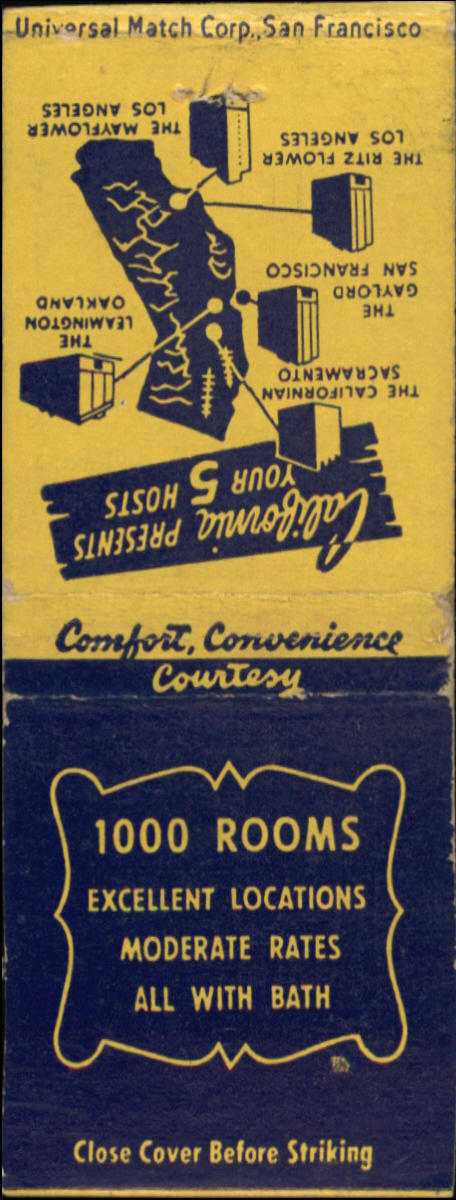 Universal Match Corp., San Francisco
California PRESENTS
YOUR 5 HOSTS
THE CALIFORNIAN
SACRAMENTO
THE
GAYLORD
SAN FRANCISCO
THE
LEAMINGTON
OAKLAND
THE RITZ FLOWER
LOS ANGELES
THE MAYFLOWER
LOS ANGELES
Comfort, Convenience
Courtesy
1000 ROOMS
EXCELLENT LOCATIONS
MODERATE RATES
ALL WITH BATH
Close Cover Before Striking